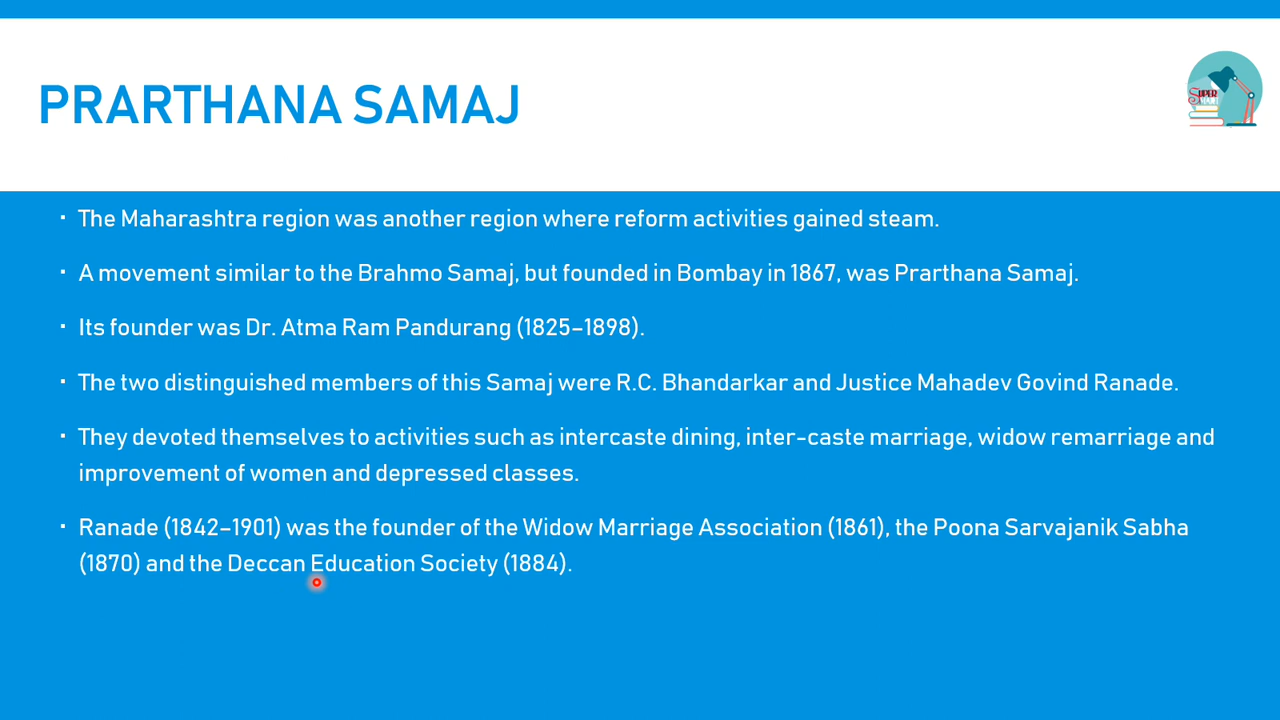 PRARTHANA SAMAJ
SUPER
▪ The Maharashtra region was another region where reform activities gained steam.
▪ A movement similar to the Brahmo Samaj, but founded in Bombay in 1867, was Prarthana Samaj.
▪ Its founder was Dr. Atma Ram Pandurang (1825–1898).
▪ The two distinguished members of this Samaj were R.C. Bhandarkar and Justice Mahadev Govind Ranade.
▪ They devoted themselves to activities such as intercaste dining, inter-caste marriage, widow remarriage and
improvement of women and depressed classes.
▪ Ranade (1842–1901) was the founder of the Widow Marriage Association (1861), the Poona Sarvajanik Sabha
(1870) and the Deccan Education Society (1884).